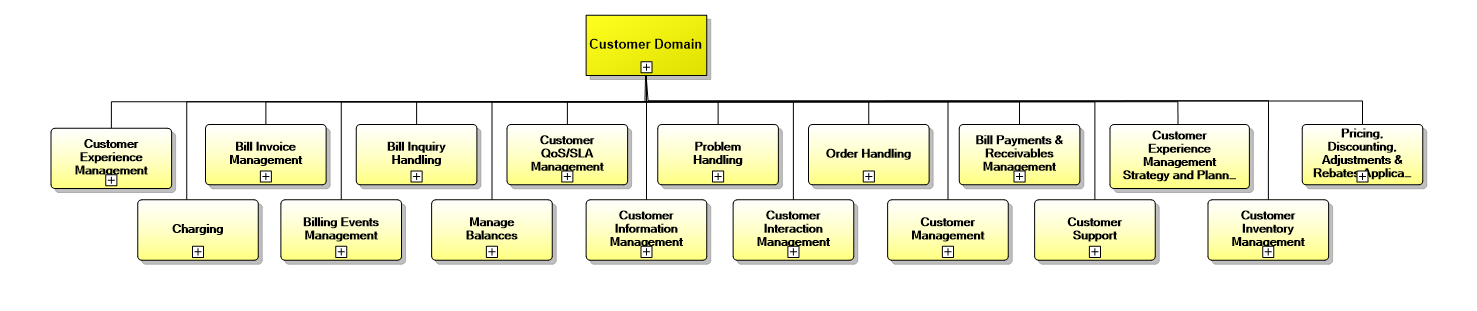 Customer Domain
Customer
Experience
Management
Bill Invoice
Management
Bill Inquiry
Handling
Customer
QoS/SLA
Management
Problem
Handling
Order Handling
Bill Payments &
Receivables
Management
Customer
Experience
Management
Strategy and Plann...
Pricing,
Discounting,
Adjustments &
Rebates Applica...
Charging
Billing Events
Management
Manage
Balances
Customer
Information
Management
Customer
Interaction
Management
Customer
Management
Customer
Support
Customer
Inventory
Management